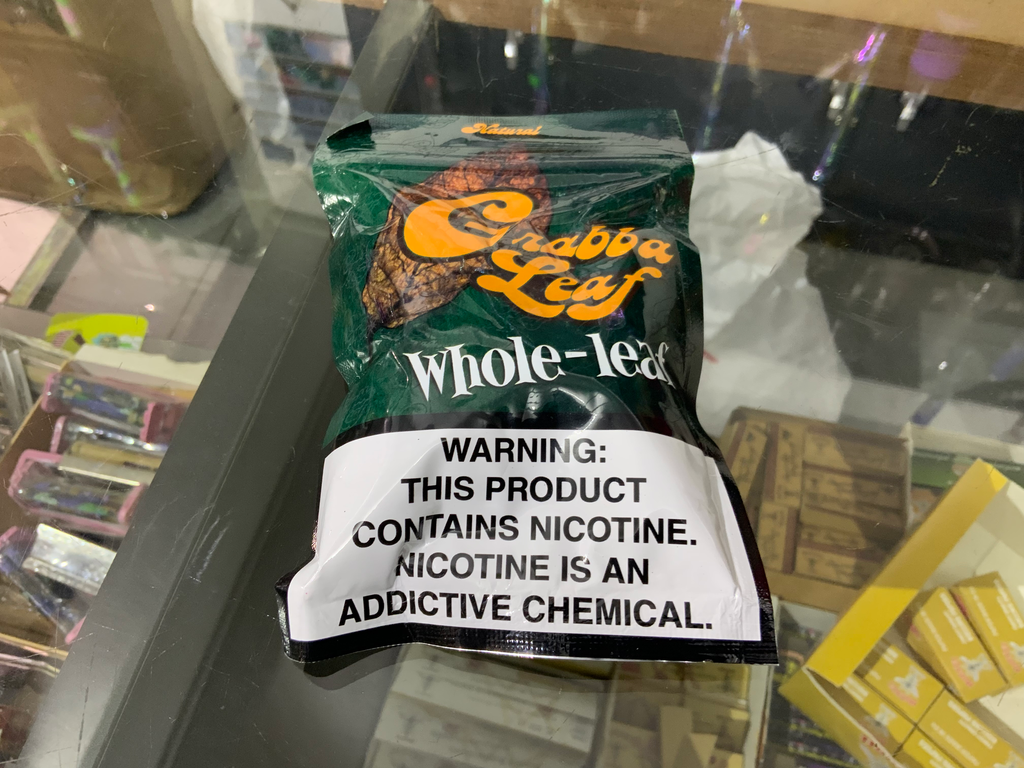 Natural
Grabba
Leaf
whole-leaf
WARNING:
THIS PRODUCT
CONTAINS NICOTINE.
NICOTINE IS AN
ADDICTIVE CHEMICAL.